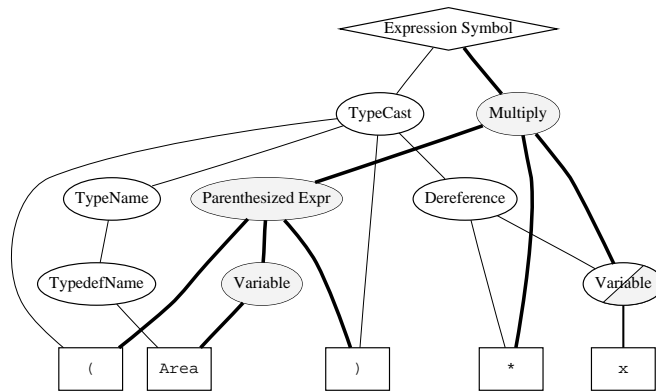 Expression Symbol
TypeCast
Multiply
TypeName
Parenthesized Expr
Dereference
TypedefName
Variable
Variable
(
Area
)
*
x